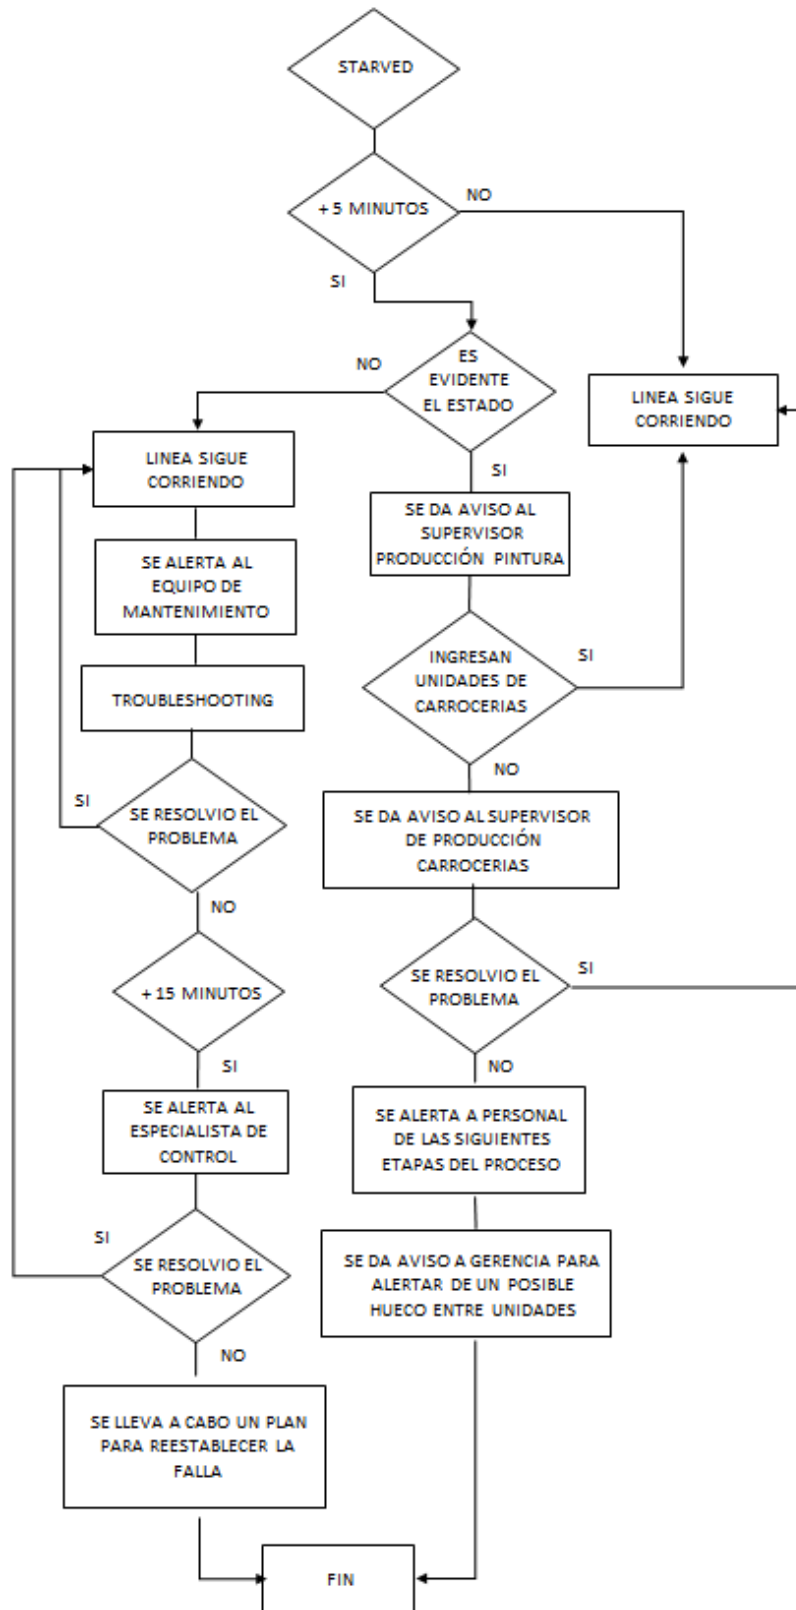 STARVED
+ 5 MINUTOS
NO
SI
ES
EVIDENTE
EL ESTADO
NO
SI
LINEA SIGUE
CORRIENDO
LINEA SIGUE
CORRIENDO
SE DA AVISO AL
SUPERVISOR
PRODUCCIÓN PINTURA
SE ALERTA AL
EQUIPO DE
MANTENIMIENTO
INGRESAN
UNIDADES DE
CARROCERIAS
SI
NO
TROUBLESHOOTING
SE RESOLVIO EL
PROBLEMA
SI
NO
SE DA AVISO AL SUPERVISOR
DE PRODUCCIÓN
CARROCERIAS
+ 15 MINUTOS
SI
SE RESOLVIO EL
PROBLEMA
SI
NO
SE ALERTA AL
ESPECIALISTA DE
CONTROL
SE ALERTA A PERSONAL
DE LAS SIGUIENTES
ETAPAS DEL PROCESO
SI
SE RESOLVIO EL
PROBLEMA
NO
SE DA AVISO A GERENCIA PARA
ALERTAR DE UN POSIBLE
HUECO ENTRE UNIDADES
SE LLEVA A CABO UN PLAN
PARA REESTABLECER LA
FALLA
FIN